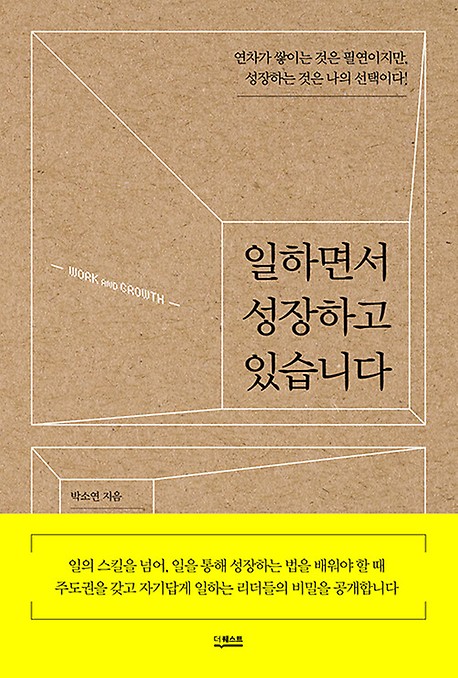 연차가 쌓이는 것은 필연이지만,
성장하는 것은 나의 선택이다!
일하면서
성장하고
있습니다
— WORK AND GROWTH —
박소연 지음
일의 스킬을 넘어, 일을 통해 성장하는 법을 배워야 할 때
주도권을 갖고 자기답게 일하는 리더들의 비밀을 공개합니다
더퀘스트